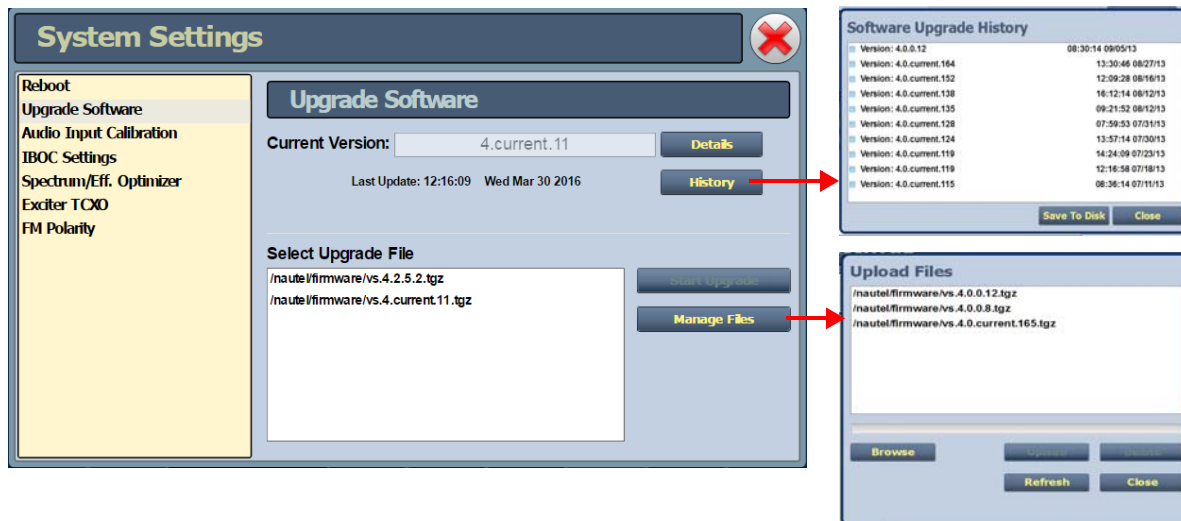 System Settings
Reboot
Upgrade Software
Audio Input Calibration
IBOC Settings
Spectrum/Eff. Optimizer
Exciter TCXO
FM Polarity
Upgrade Software
Current Version: 4.current.11 Details
Last Update: 12:16:09 Wed Mar 30 2016 History
Select Upgrade File
/nautel/firmware/vs.4.2.5.2.tgz
/nautel/firmware/vs.4.current.11.tgz
Start Upgrade
Manage Files
Software Upgrade History
Version: 4.0.0.12 08:30:14 09/05/13
Version: 4.0.current.164 13:30:46 08/27/13
Version: 4.0.current.152 12:09:28 08/16/13
Version: 4.0.current.138 16:12:14 08/12/13
Version: 4.0.current.135 09:21:52 08/12/13
Version: 4.0.current.128 07:59:53 07/31/13
Version: 4.0.current.124 13:57:14 07/30/13
Version: 4.0.current.119 14:24:09 07/23/13
Version: 4.0.current.119 12:16:58 07/18/13
Version: 4.0.current.115 08:36:14 07/11/13
Save To Disk Close
Upload Files
/nautel/firmware/vs.4.0.0.12.tgz
/nautel/firmware/vs.4.0.0.8.tgz
/nautel/firmware/vs.4.0.current.165.tgz
Browse Upload Delete
Refresh Close